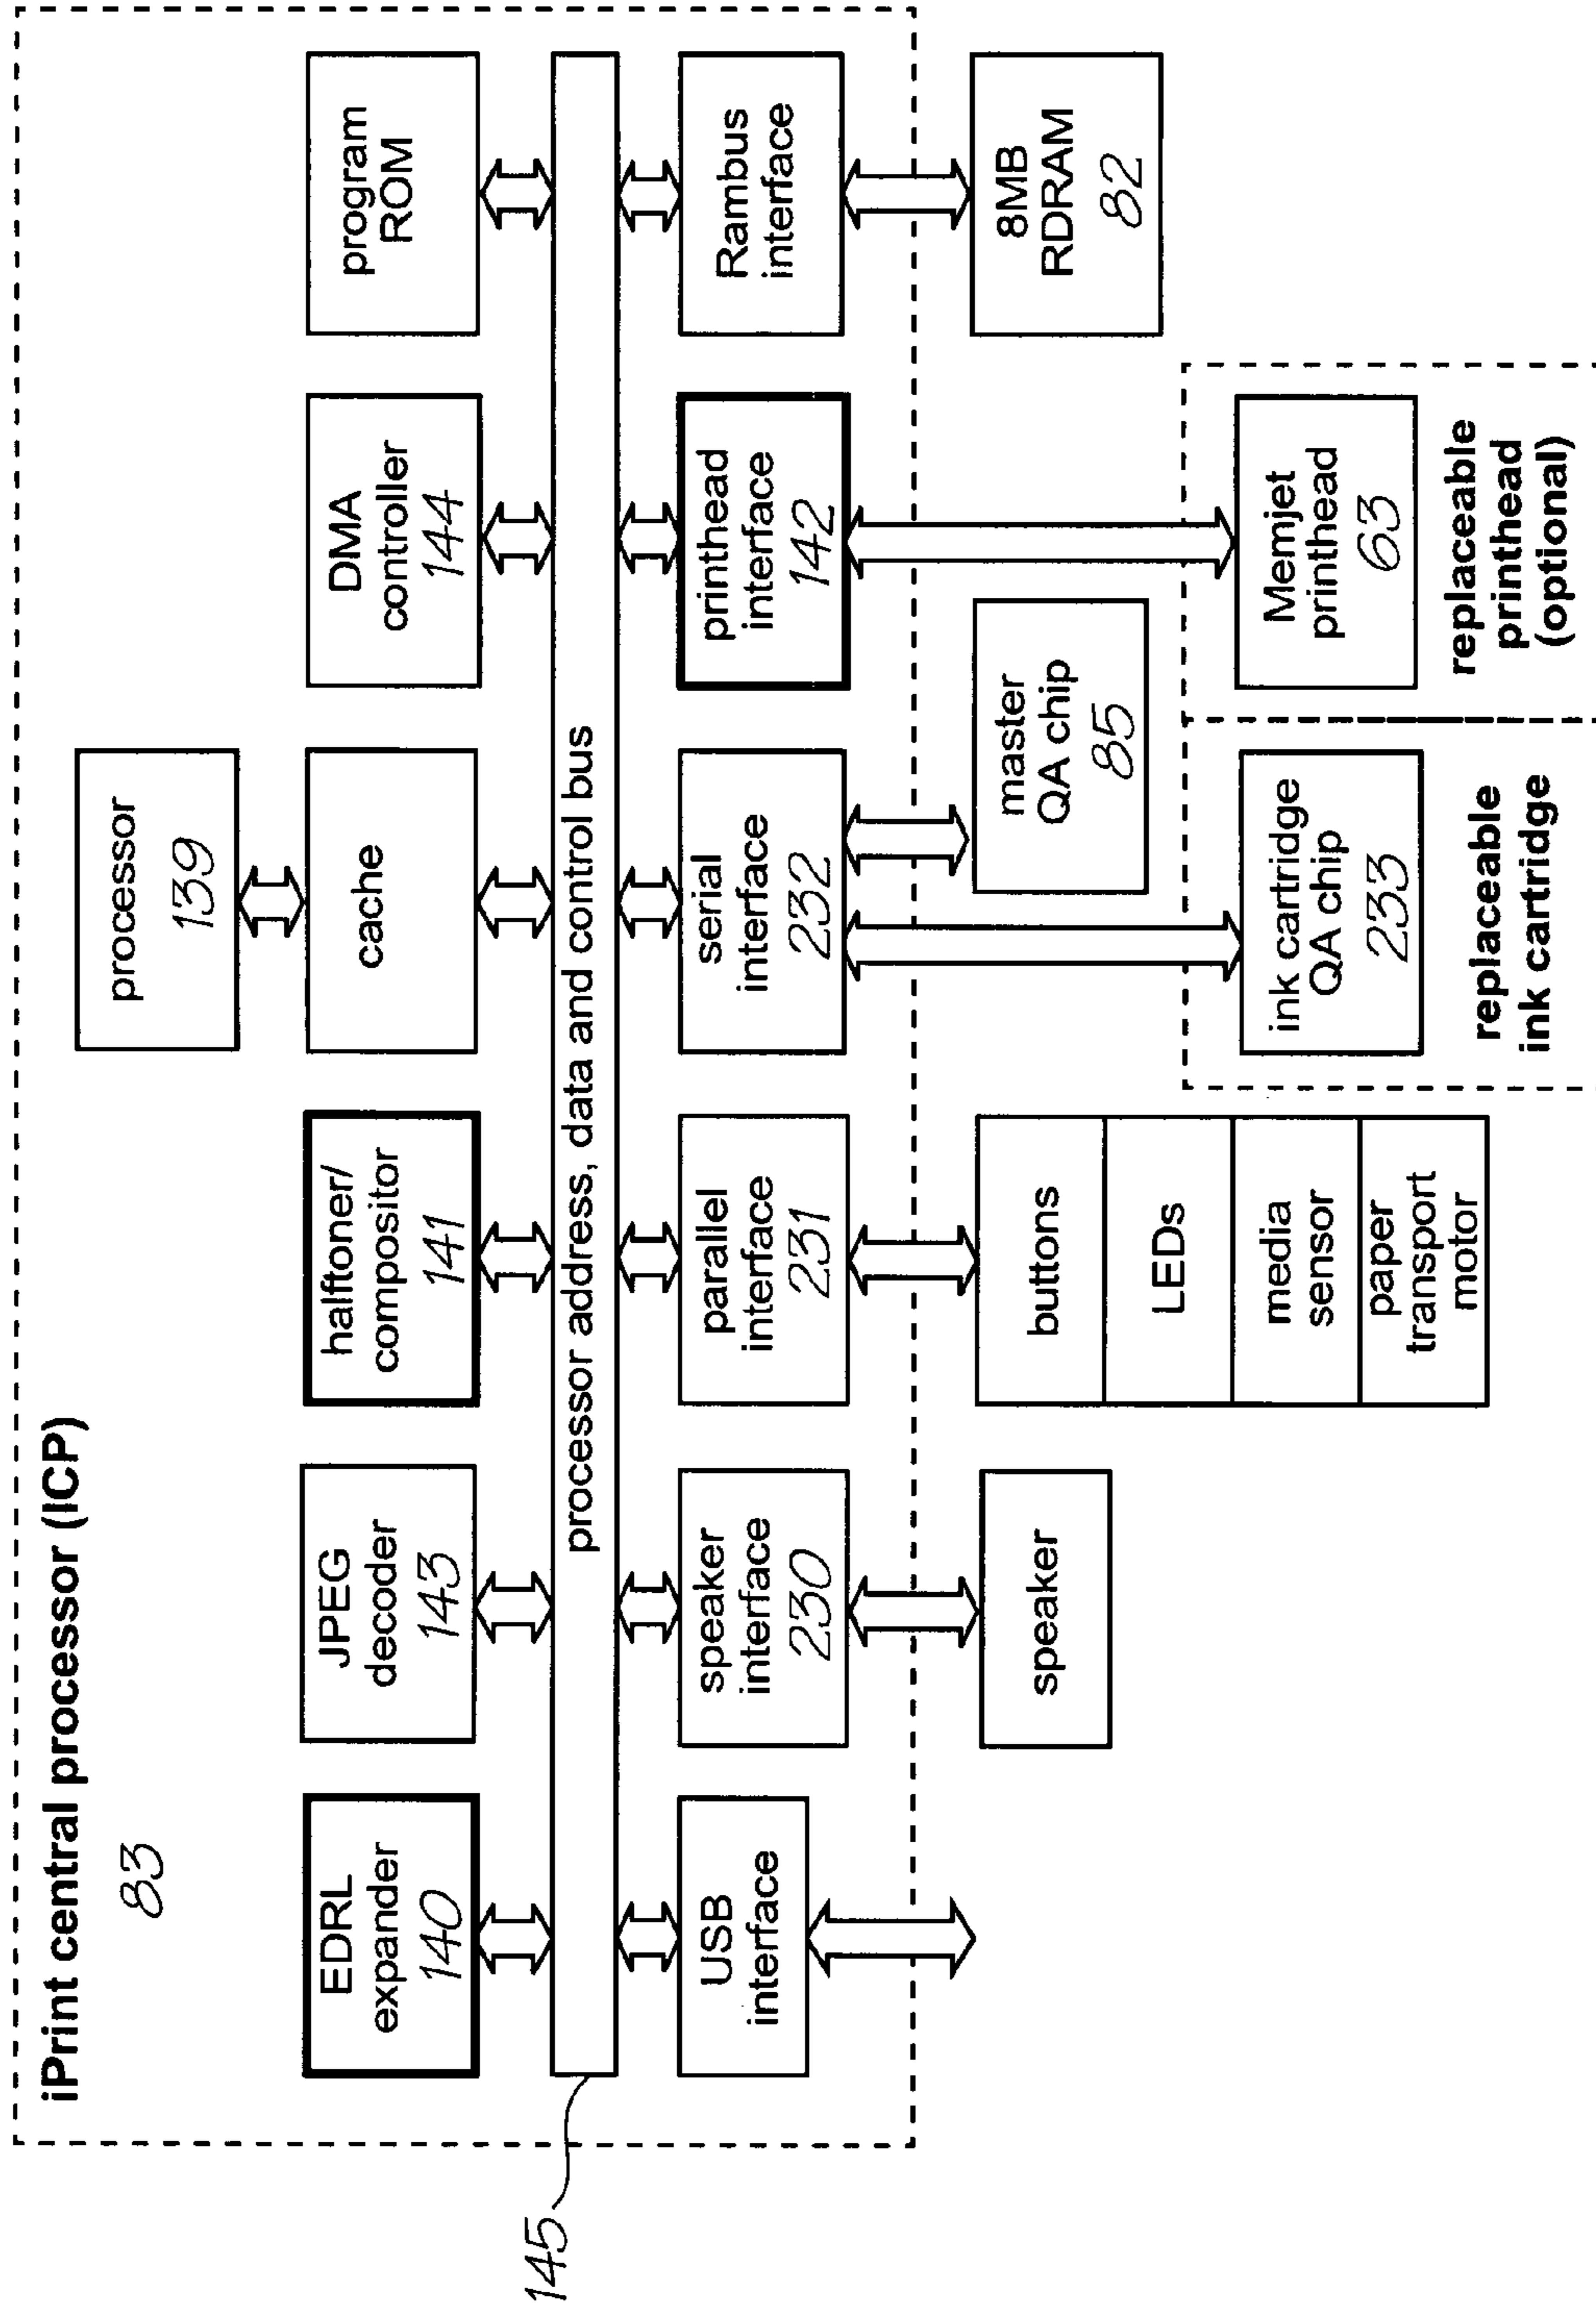 iPrint central processor (ICP)
83
processor
139
EDRL
expander
140
JPEG
decoder
143
halftoner/
compositor
141
cache
DMA
controller
144
program
ROM
145
processor address, data and control bus
USB
interface
speaker
interface
230
parallel
interface
231
serial
interface
232
printhead
interface
142
Rambus
interface
speaker
buttons
LEDs
media
sensor
paper
transport
motor
master
QA chip
85
8MB
RDRAM
82
ink cartridge
QA chip
233
replaceable
ink cartridge
Memjet
printhead
63
replaceable
printhead
(optional)